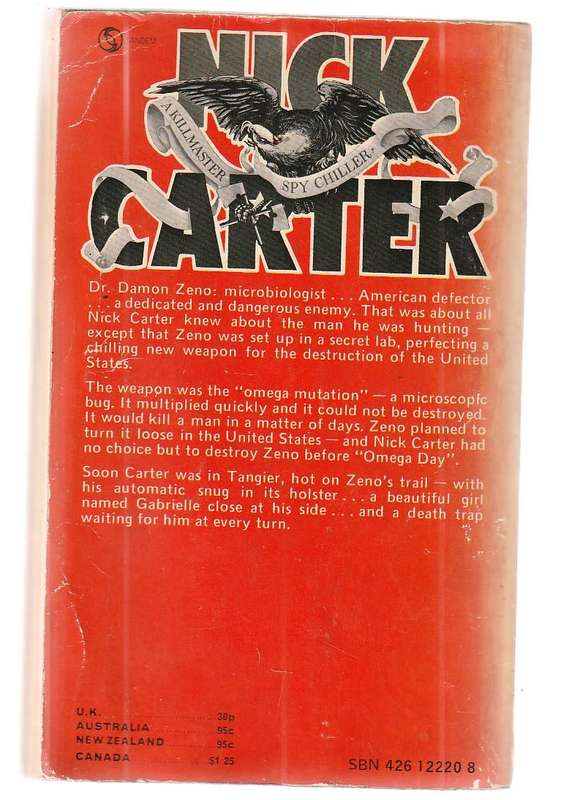 TANDEM
NICK
A KILLMASTER
SPY CHILLER
CARTER
Dr. Damon Zeno: microbiologist ... American defector
... a dedicated and dangerous enemy. That was about all
Nick Carter knew about the man he was hunting —
except that Zeno was set up in a secret lab, perfecting a
chilling new weapon for the destruction of the United
States.
The weapon was the "omega mutation" — a microscopic
bug. It multiplied quickly and it could not be destroyed.
It would kill a man in a matter of days. Zeno planned to
turn it loose in the United States — and Nick Carter had
no choice but to destroy Zeno before "Omega Day".
Soon Carter was in Tangier, hot on Zeno's trail — with
his automatic snug in its holster ... a beautiful girl
named Gabrielle close at his side ... and a death trap
waiting for him at every turn.
U.K. 30p
AUSTRALIA 95c
NEW ZEALAND 95c
CANADA $1.25
SBN 426 12220 8